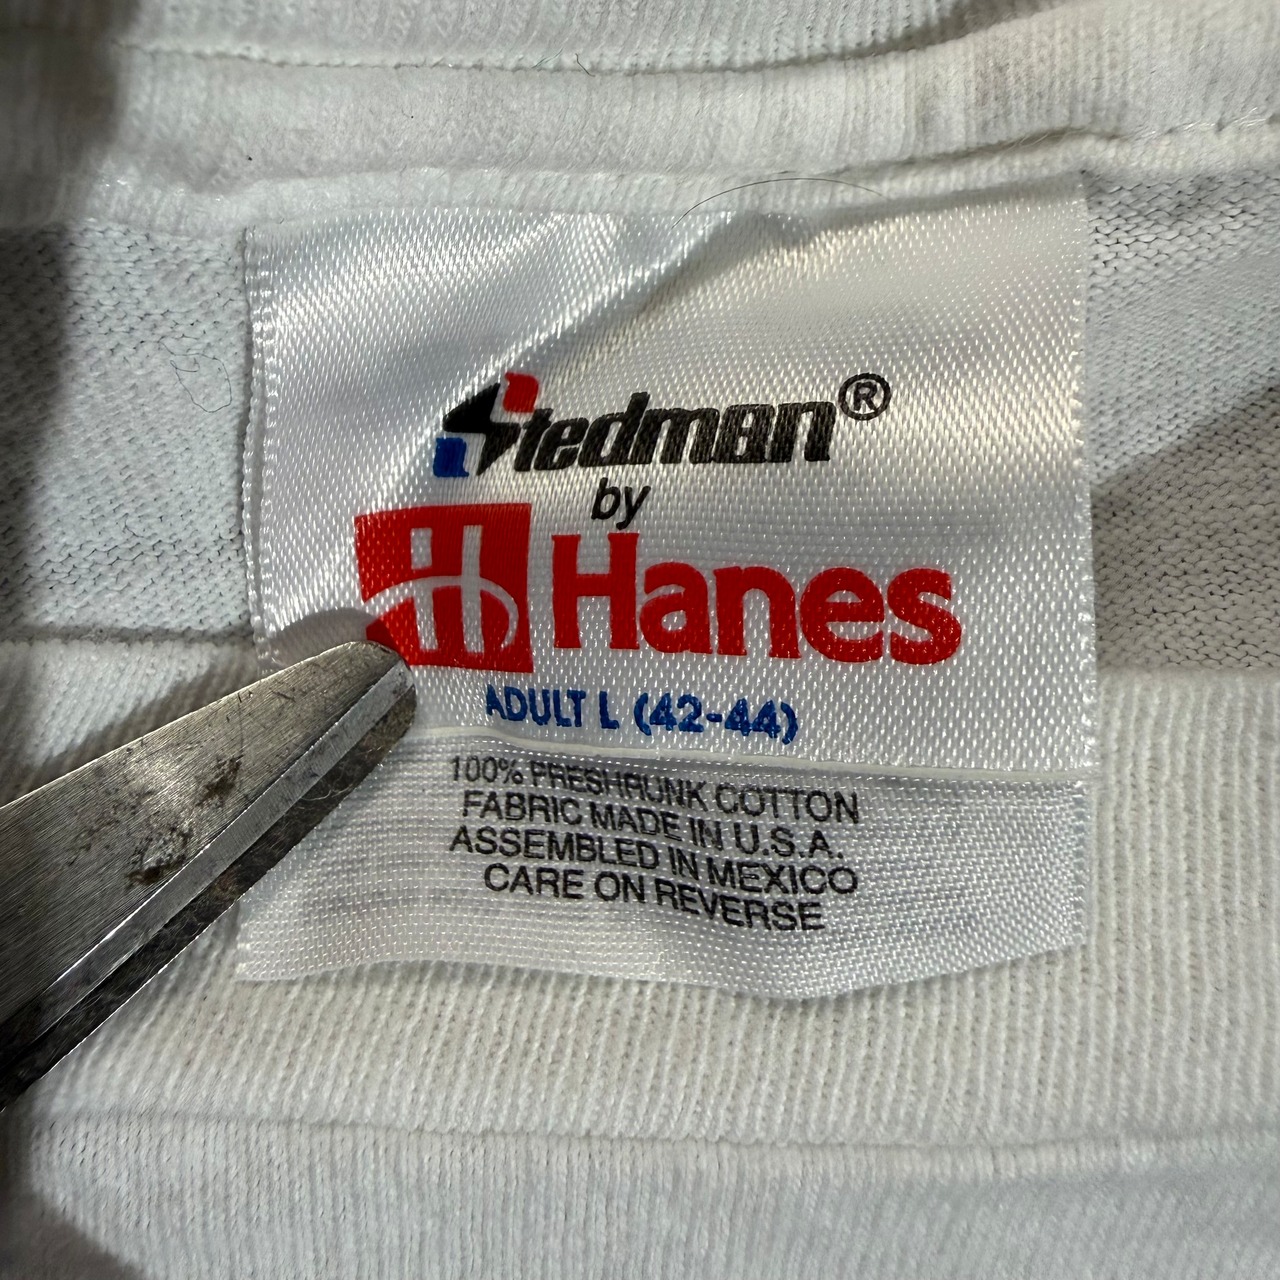 Stedman®
by
Hanes
ADULT L (42-44)
100% PRESHRUNK COTTON
FABRIC MADE IN U.S.A.
ASSEMBLED IN MEXICO
CARE ON REVERSE